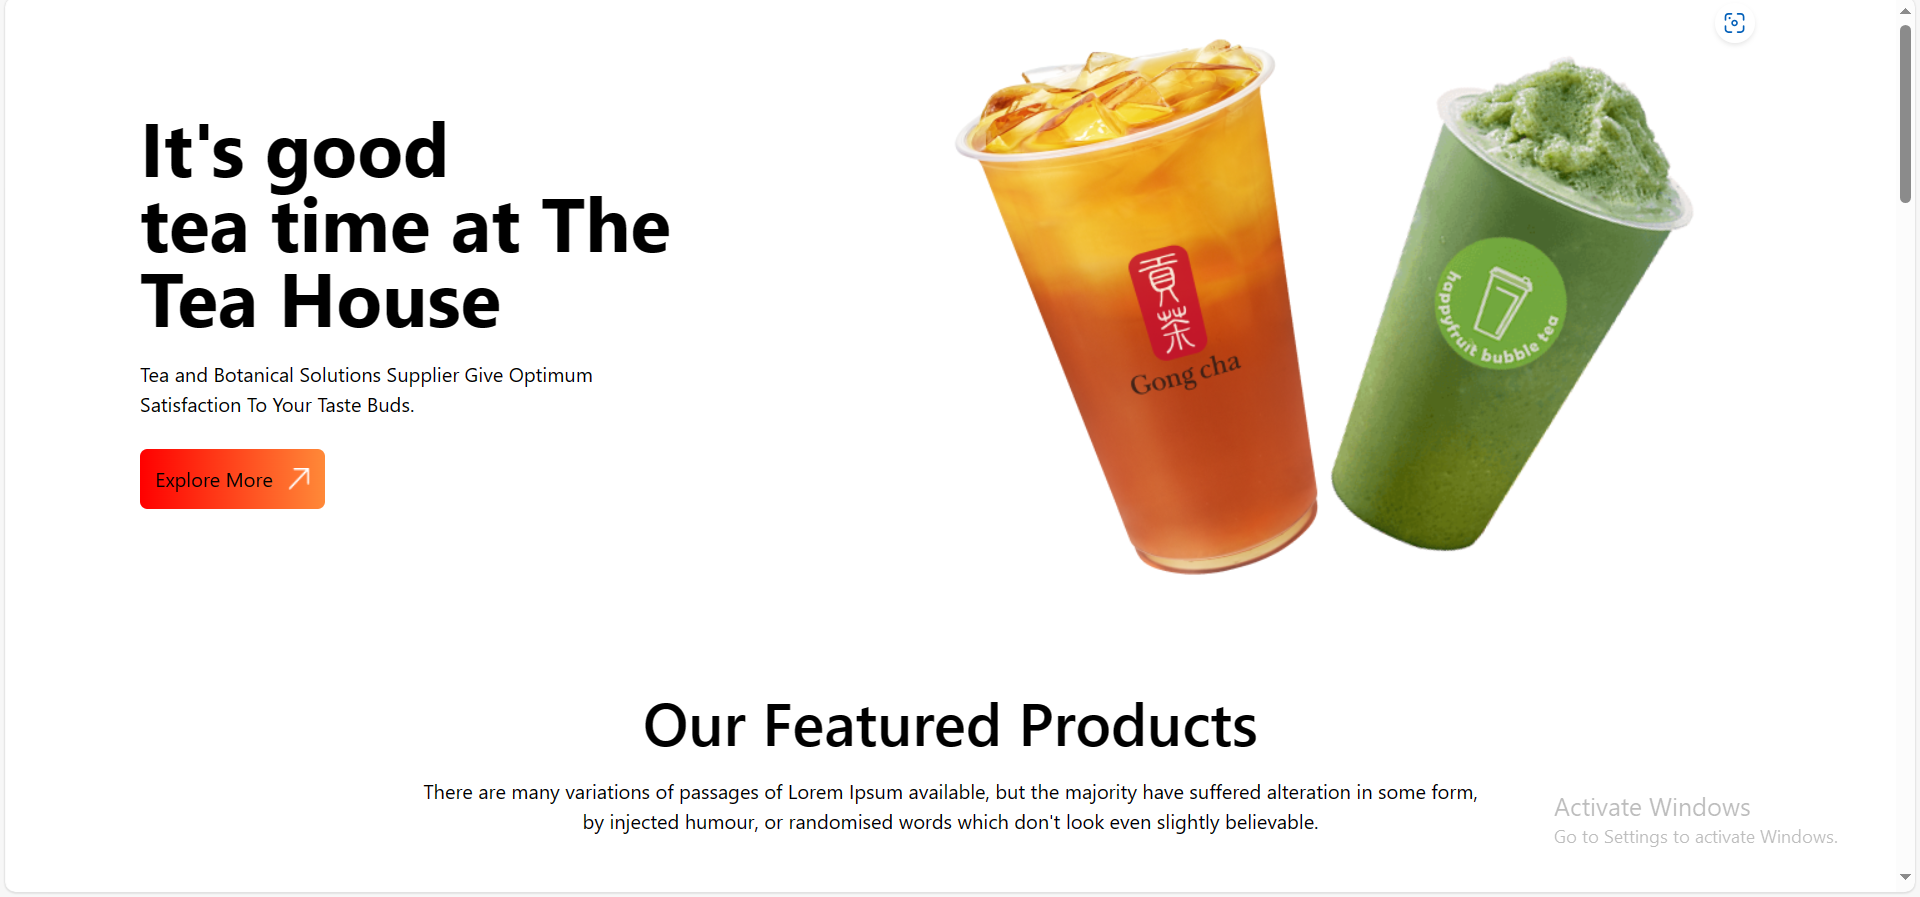 It's good
tea time at The
Tea House
Tea and Botanical Solutions Supplier Give Optimum
Satisfaction To Your Taste Buds.
Explore More
貢茶
Gong cha
happyfruit bubble tea
Our Featured Products
There are many variations of passages of Lorem Ipsum available, but the majority have suffered alteration in some form,
by injected humour, or randomised words which don't look even slightly believable.
Activate Windows
Go to Settings to activate Windows.